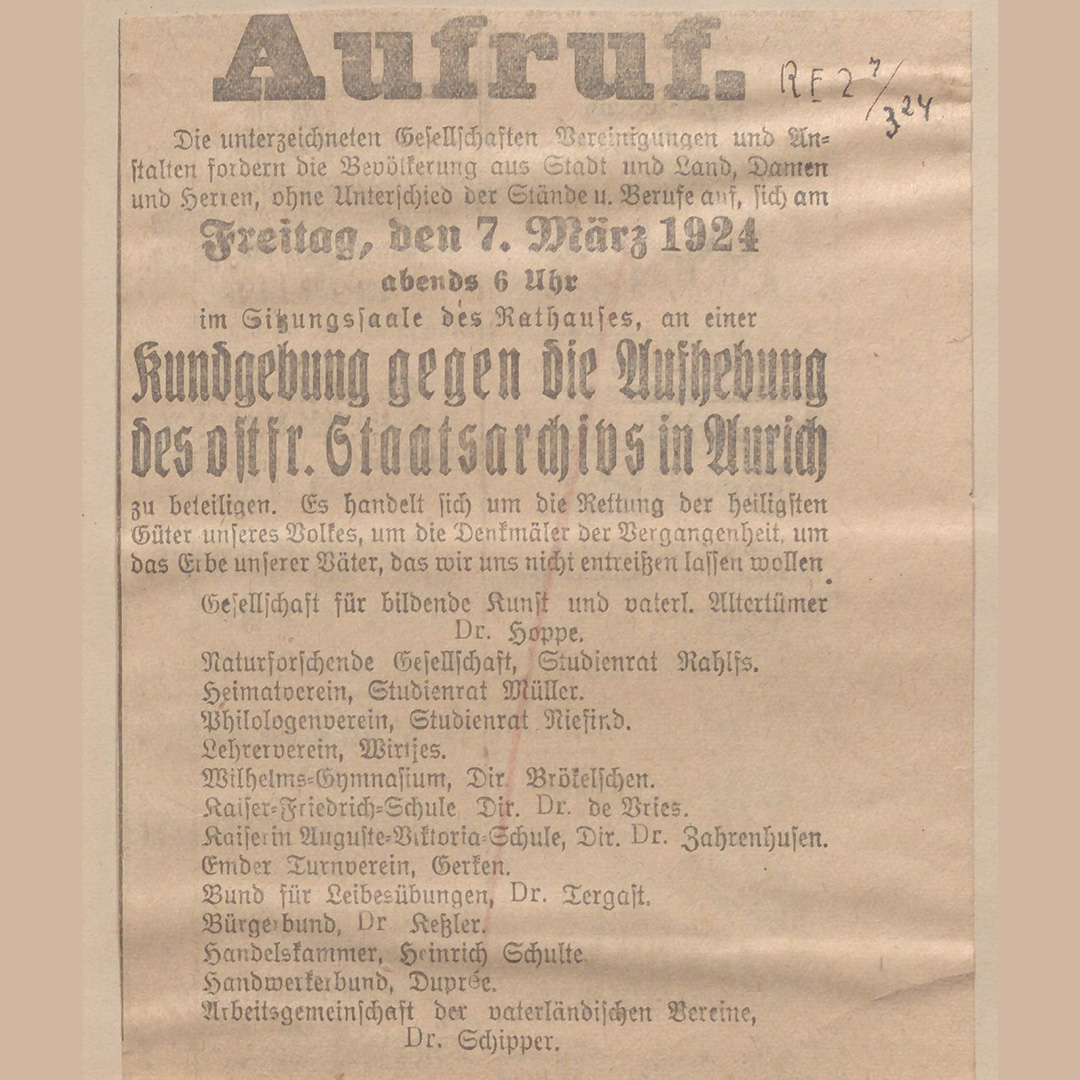 Aufruf.
RE 2 7/3 24
Die unterzeichneten Gesellschaften Vereinigungen und An-
stalten fordern die Bevölkerung aus Stadt und Land, Damen
und Herren, ohne Unterschied der Stände u. Berufe auf, sich am
Freitag, den 7. März 1924
abends 6 Uhr
im Sitzungssaale des Rathauses, an einer
Kundgebung gegen die Aufhebung
des ostfr. Staatsarchivs in Aurich
zu beteiligen. Es handelt sich um die Rettung der heiligsten
Güter unseres Volkes, um die Denkmäler der Vergangenheit, um
das Erbe unserer Väter, das wir uns nicht entreißen lassen wollen.
Gesellschaft für bildende Kunst und vaterl. Altertümer
Dr. Hoppe.
Naturforschende Gesellschaft, Studienrat Rahlfs.
Heimatverein, Studienrat Müller.
Philologenverein, Studienrat Niefind.
Lehrerverein, Wirtjes.
Wilhelms-Gymnasium, Dir. Brökelschen.
Kaiser-Friedrich-Schule Dir. Dr. de Vries.
Kaiserin Auguste-Viktoria-Schule, Dir. Dr. Zahrenhusen.
Emder Turnverein, Gerken.
Bund für Leibesübungen, Dr. Tergast.
Bürgerbund, Dr Keßler.
Handelskammer, Heinrich Schulte
Handwerkerbund, Duprée.
Arbeitsgemeinschaft der vaterländischen Vereine,
Dr. Schipper.